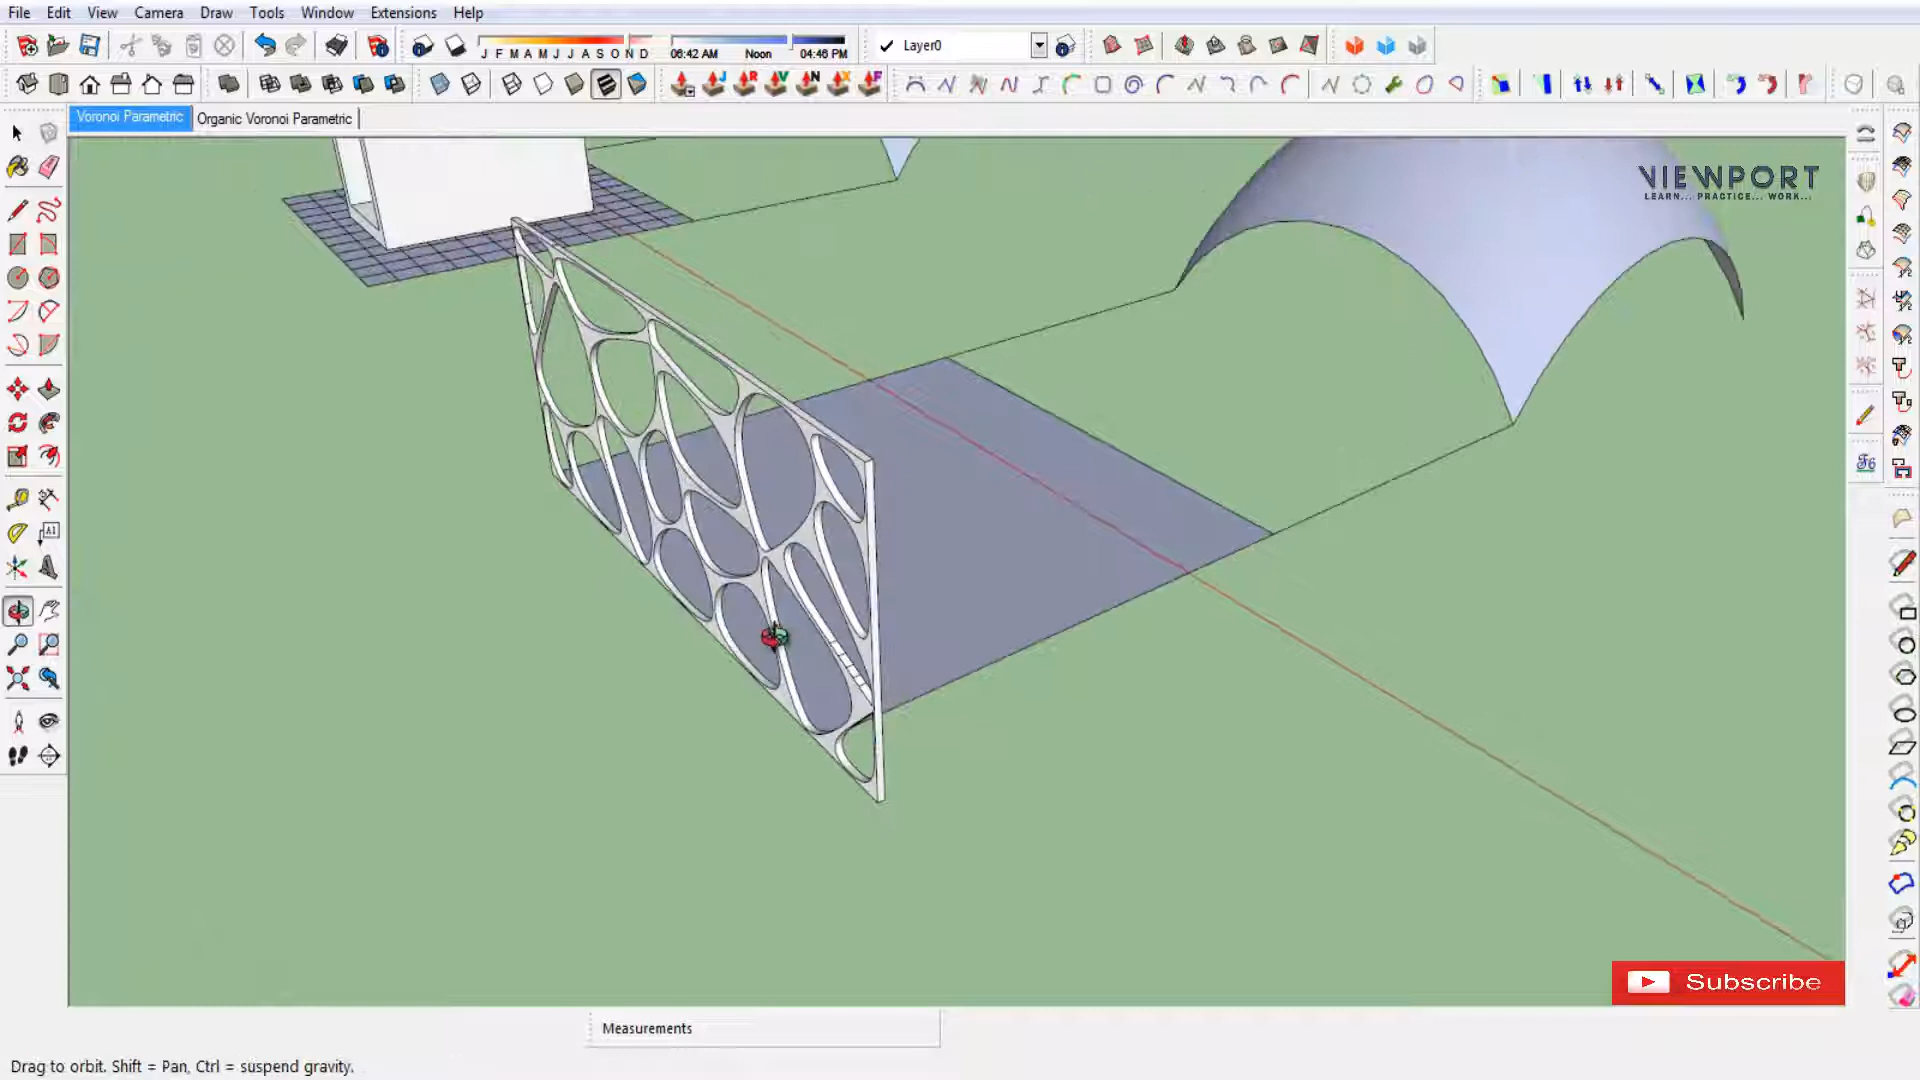 File Edit View Camera Draw Tools Window Extensions Help
J F M A M J J A S O N D
06:42 AM Noon 04:46 PM
Layer0
J R V N X F
Voronoi Parametric
Organic Voronoi Parametric
VIEWPORT
LEARN... PRACTICE... WORK...
A1
Subscribe
Measurements
Drag to orbit. Shift = Pan, Ctrl = suspend gravity.